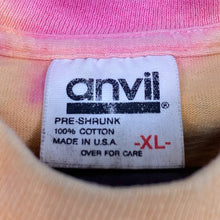 anvil®
PRE-SHRUNK
100% COTTON
MADE IN U.S.A. -XL-
OVER FOR CARE